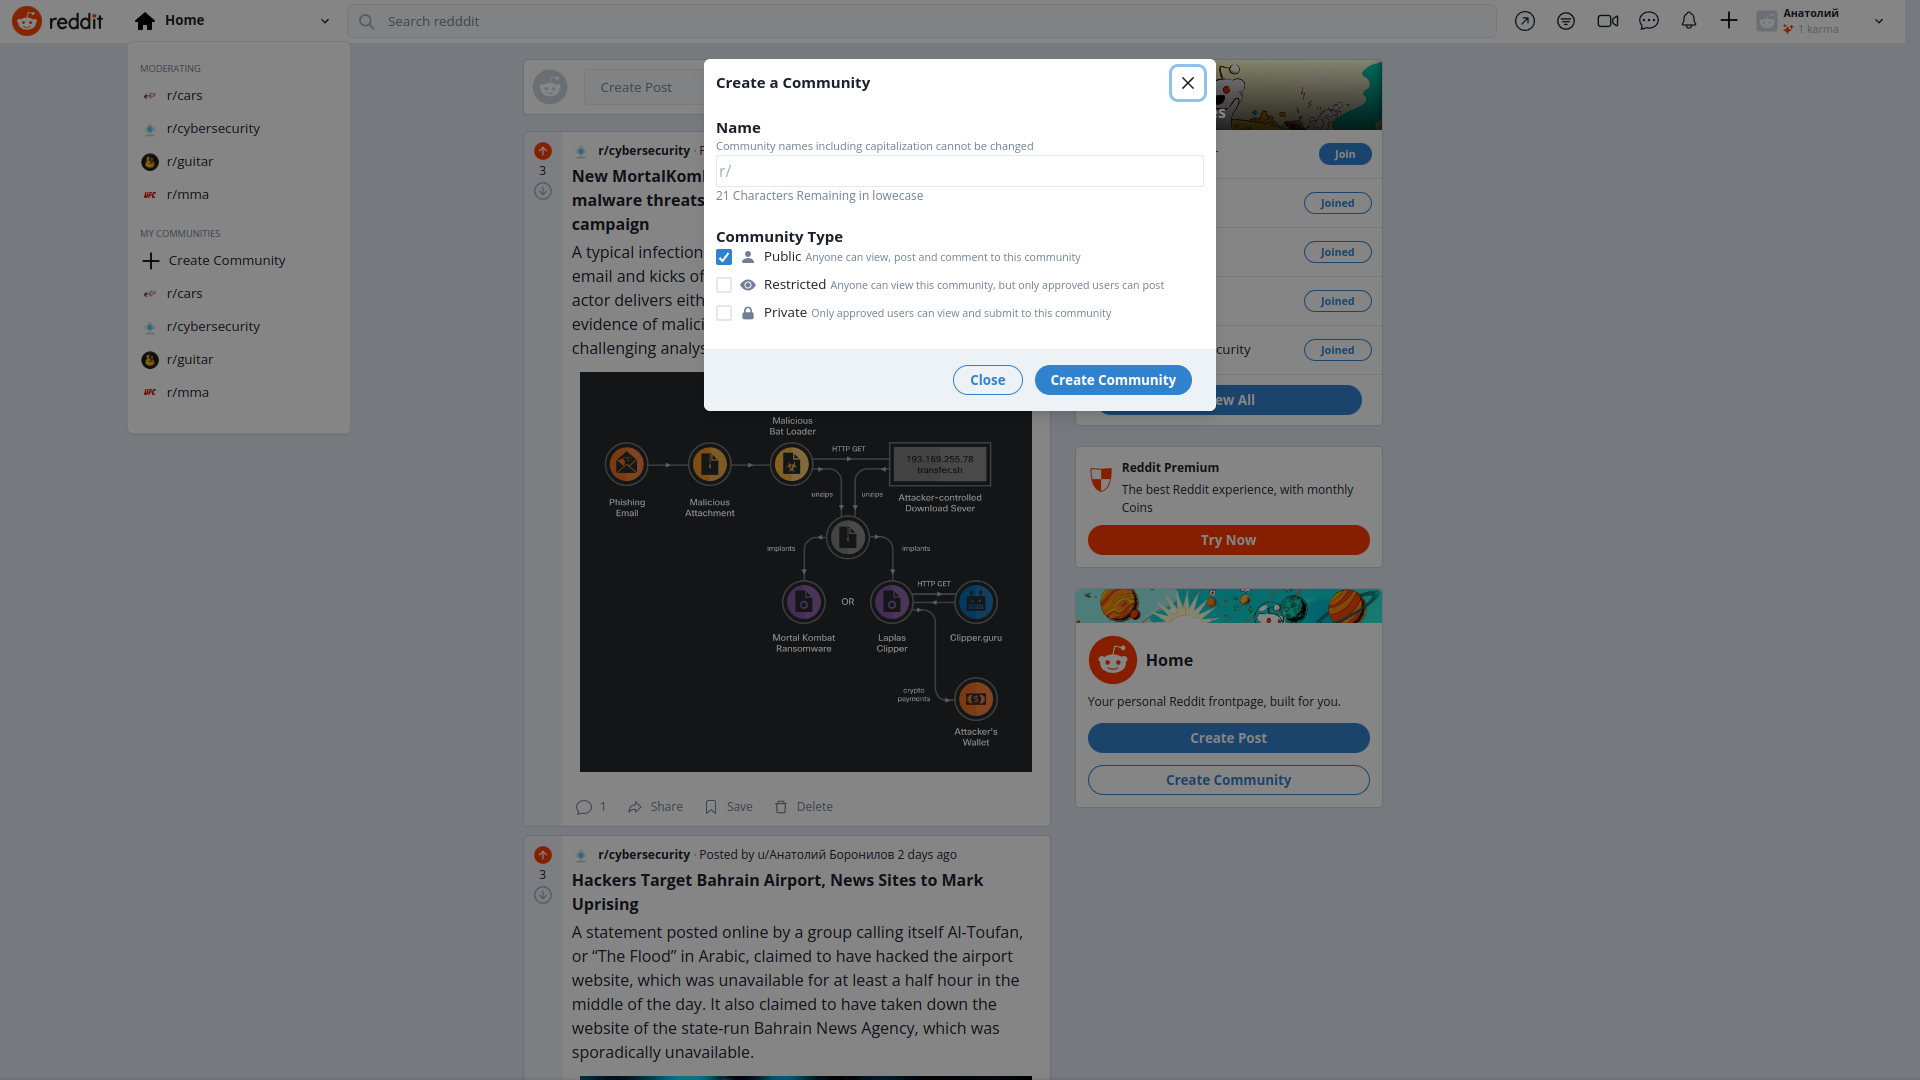 reddit
Home
Search redddit
Анатолий
1 karma
MODERATING
r/cars
r/cybersecurity
r/guitar
r/mma
MY COMMUNITIES
Create Community
r/cars
r/cybersecurity
r/guitar
r/mma
Create Post
3
r/cybersecurity · P
New MortalKom
malware threats
campaign
A typical infection
email and kicks of
actor delivers eith
evidence of malici
challenging analys
Malicious
Bat Loader
HTTP GET
193.169.255.78
transfer.sh
unzips
unzips
Phishing
Email
Malicious
Attachment
Attacker-controlled
Download Sever
implants
implants
HTTP GET
OR
Mortal Kombat
Ransomware
Laplas
Clipper
Clipper.guru
crypto
payments
Attacker's
Wallet
1
Share
Save
Delete
3
r/cybersecurity · Posted by u/Анатолий Боронилов 2 days ago
Hackers Target Bahrain Airport, News Sites to Mark
Uprising
A statement posted online by a group calling itself Al-Toufan,
or “The Flood” in Arabic, claimed to have hacked the airport
website, which was unavailable for at least a half hour in the
middle of the day. It also claimed to have taken down the
website of the state-run Bahrain News Agency, which was
sporadically unavailable.
Create a Community
Name
Community names including capitalization cannot be changed
r/
21 Characters Remaining in lowecase
Community Type
Public Anyone can view, post and comment to this community
Restricted Anyone can view this community, but only approved users can post
Private Only approved users can view and submit to this community
Close
Create Community
Join
Joined
Joined
Joined
curity
Joined
ew All
Reddit Premium
The best Reddit experience, with monthly
Coins
Try Now
Home
Your personal Reddit frontpage, built for you.
Create Post
Create Community